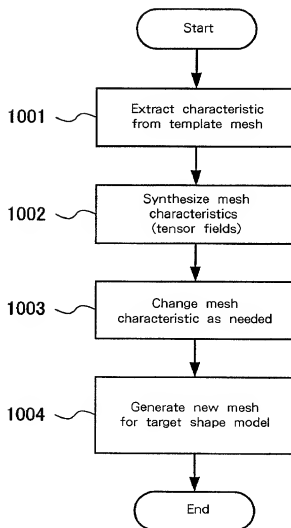 Start
1001
Extract characteristic
from template mesh
1002
Synthesize mesh
characteristics
(tensor fields)
1003
Change mesh
characteristic as needed
1004
Generate new mesh
for target shape model
End